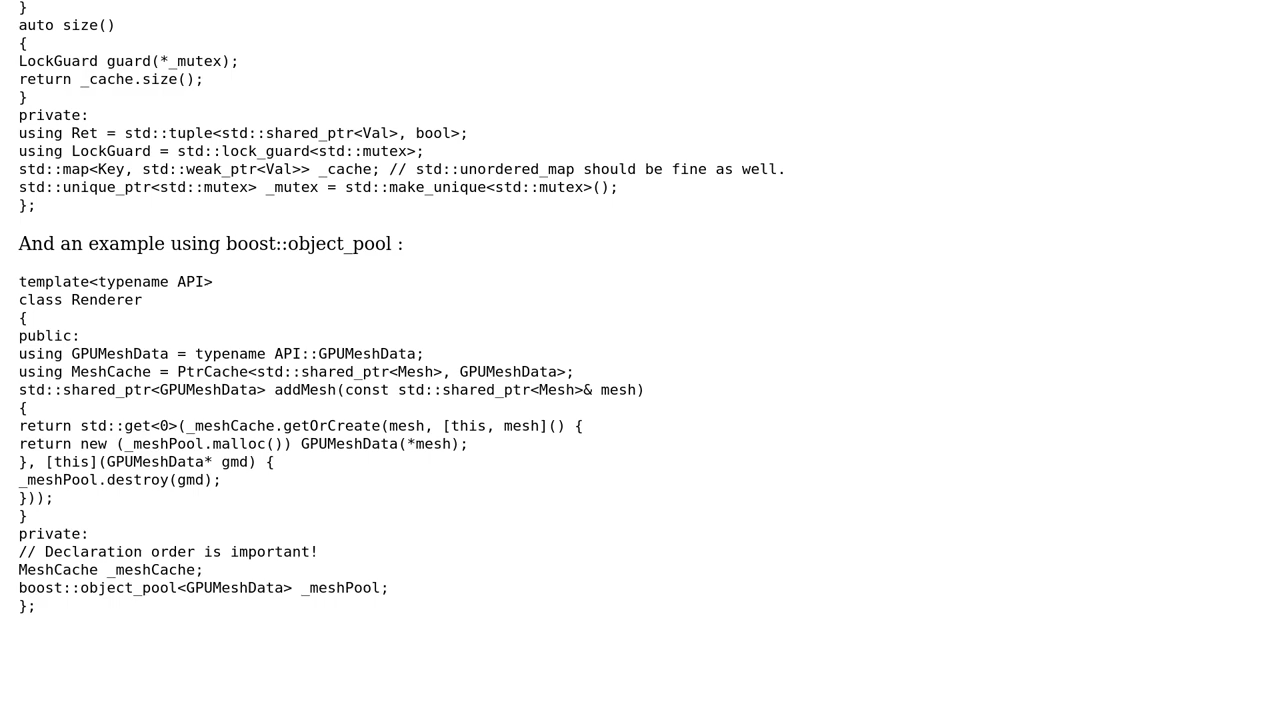 }
auto size()
{
LockGuard guard(*_mutex);
return _cache.size();
}
private:
using Ret = std::tuple<std::shared_ptr<Val>, bool>;
using LockGuard = std::lock_guard<std::mutex>;
std::map<Key, std::weak_ptr<Val>> _cache; // std::unordered_map should be fine as well.
std::unique_ptr<std::mutex> _mutex = std::make_unique<std::mutex>();
};
And an example using boost::object_pool :
template<typename API>
class Renderer
{
public:
using GPUMeshData = typename API::GPUMeshData;
using MeshCache = PtrCache<std::shared_ptr<Mesh>, GPUMeshData>;
std::shared_ptr<GPUMeshData> addMesh(const std::shared_ptr<Mesh>& mesh)
{
return std::get<0>(_meshCache.getOrCreate(mesh, [this, mesh]() {
return new (_meshPool.malloc()) GPUMeshData(*mesh);
}, [this](GPUMeshData* gmd) {
_meshPool.destroy(gmd);
}));
}
private:
// Declaration order is important!
MeshCache _meshCache;
boost::object_pool<GPUMeshData> _meshPool;
};